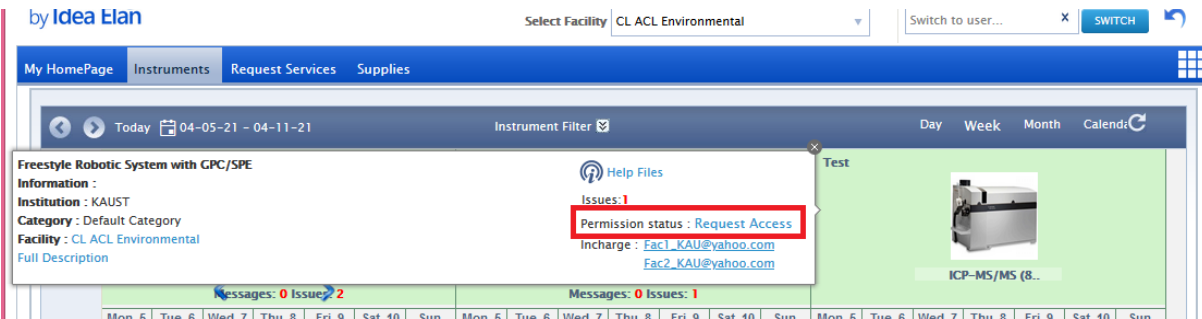 by Idea Elan
Select Facility CL ACL Environmental
Switch to user... x SWITCH
My HomePage Instruments Request Services Supplies
Today 04-05-21 - 04-11-21 Instrument Filter Day Week Month
Freestyle Robotic System with GPC/SPE
Information :
Institution : KAUST
Category : Default Category
Facility : CL ACL Environmental
Full Description
Help Files
Issues:1
Permission status : Request Access
Incharge : Fac1_KAU@yahoo.com
Fac2_KAU@yahoo.com
Test
ICP-MS/MS (8..
Messages: 0 Issues: 2 Messages: 0 Issues: 1
Mon, 5 Tue, 6 Wed, 7 Thu, 8 Fri, 9 Sat, 10 Sun, Mon, 5 Tue, 6 Wed, 7 Thu, 8 Fri, 9 Sat, 10 Sun, Mon, 5 Tue, 6 Wed, 7 Thu, 8 Fri, 9 Sat, 10 Sun,